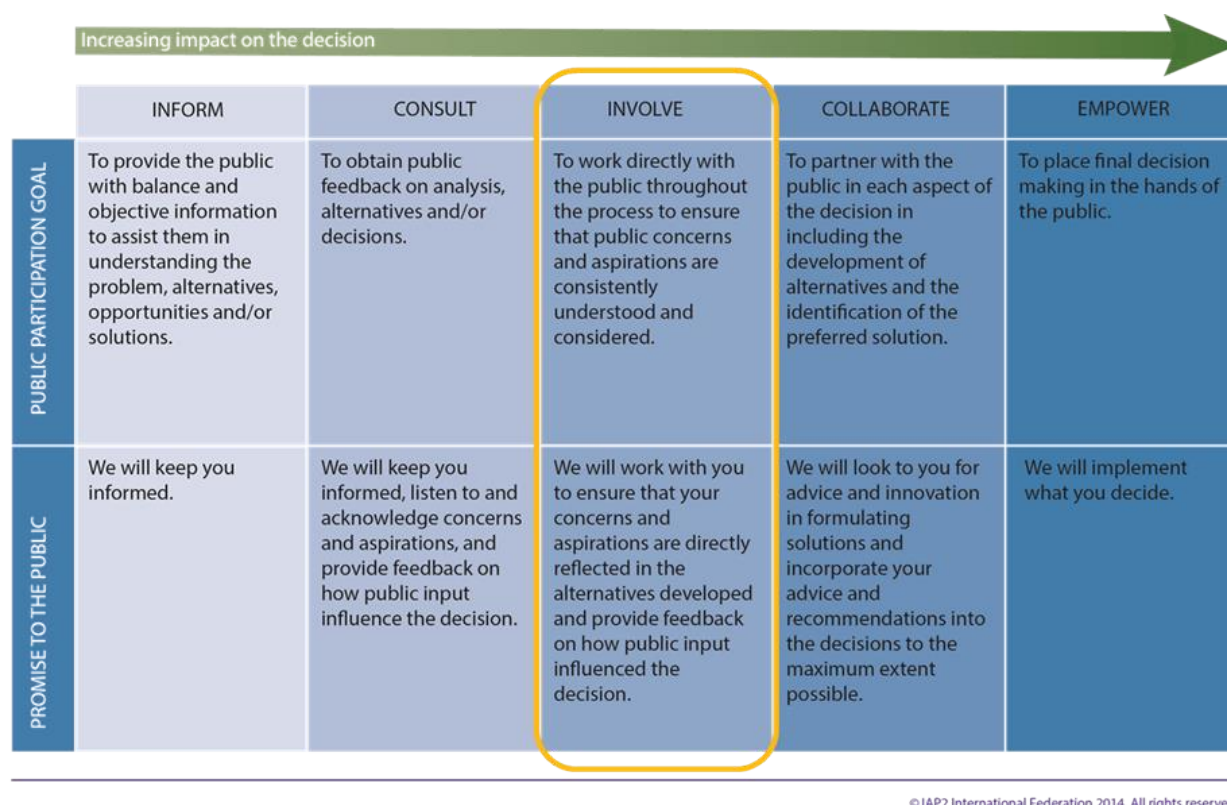 Increasing impact on the decision
INFORM
CONSULT
INVOLVE
COLLABORATE
EMPOWER
PUBLIC PARTICIPATION GOAL
To provide the public
with balance and
objective information
to assist them in
understanding the
problem, alternatives,
opportunities and/or
solutions.
To obtain public
feedback on analysis,
alternatives and/or
decisions.
To work directly with
the public throughout
the process to ensure
that public concerns
and aspirations are
consistently
understood and
considered.
To partner with the
public in each aspect of
the decision in
including the
development of
alternatives and the
identification of the
preferred solution.
To place final decision
making in the hands of
the public.
PROMISE TO THE PUBLIC
We will keep you
informed.
We will keep you
informed, listen to and
acknowledge concerns
and aspirations, and
provide feedback on
how public input
influence the decision.
We will work with you
to ensure that your
concerns and
aspirations are directly
reflected in the
alternatives developed
and provide feedback
on how public input
influenced the
decision.
We will look to you for
advice and innovation
in formulating
solutions and
incorporate your
advice and
recommendations into
the decisions to the
maximum extent
possible.
We will implement
what you decide.
©IAP2 International Federation 2014. All rights reserve